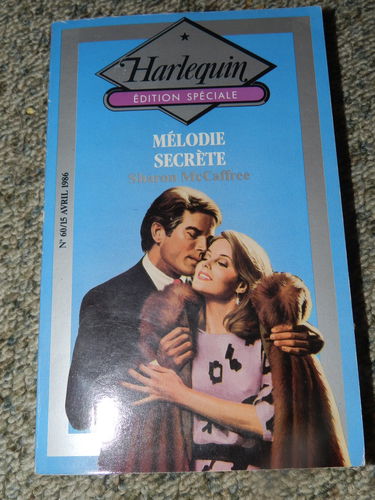 Harlequin
ÉDITION SPÉCIALE
MÉLODIE
SECRÈTE
Sharon McCaffree
N° 60/15 AVRIL 1986